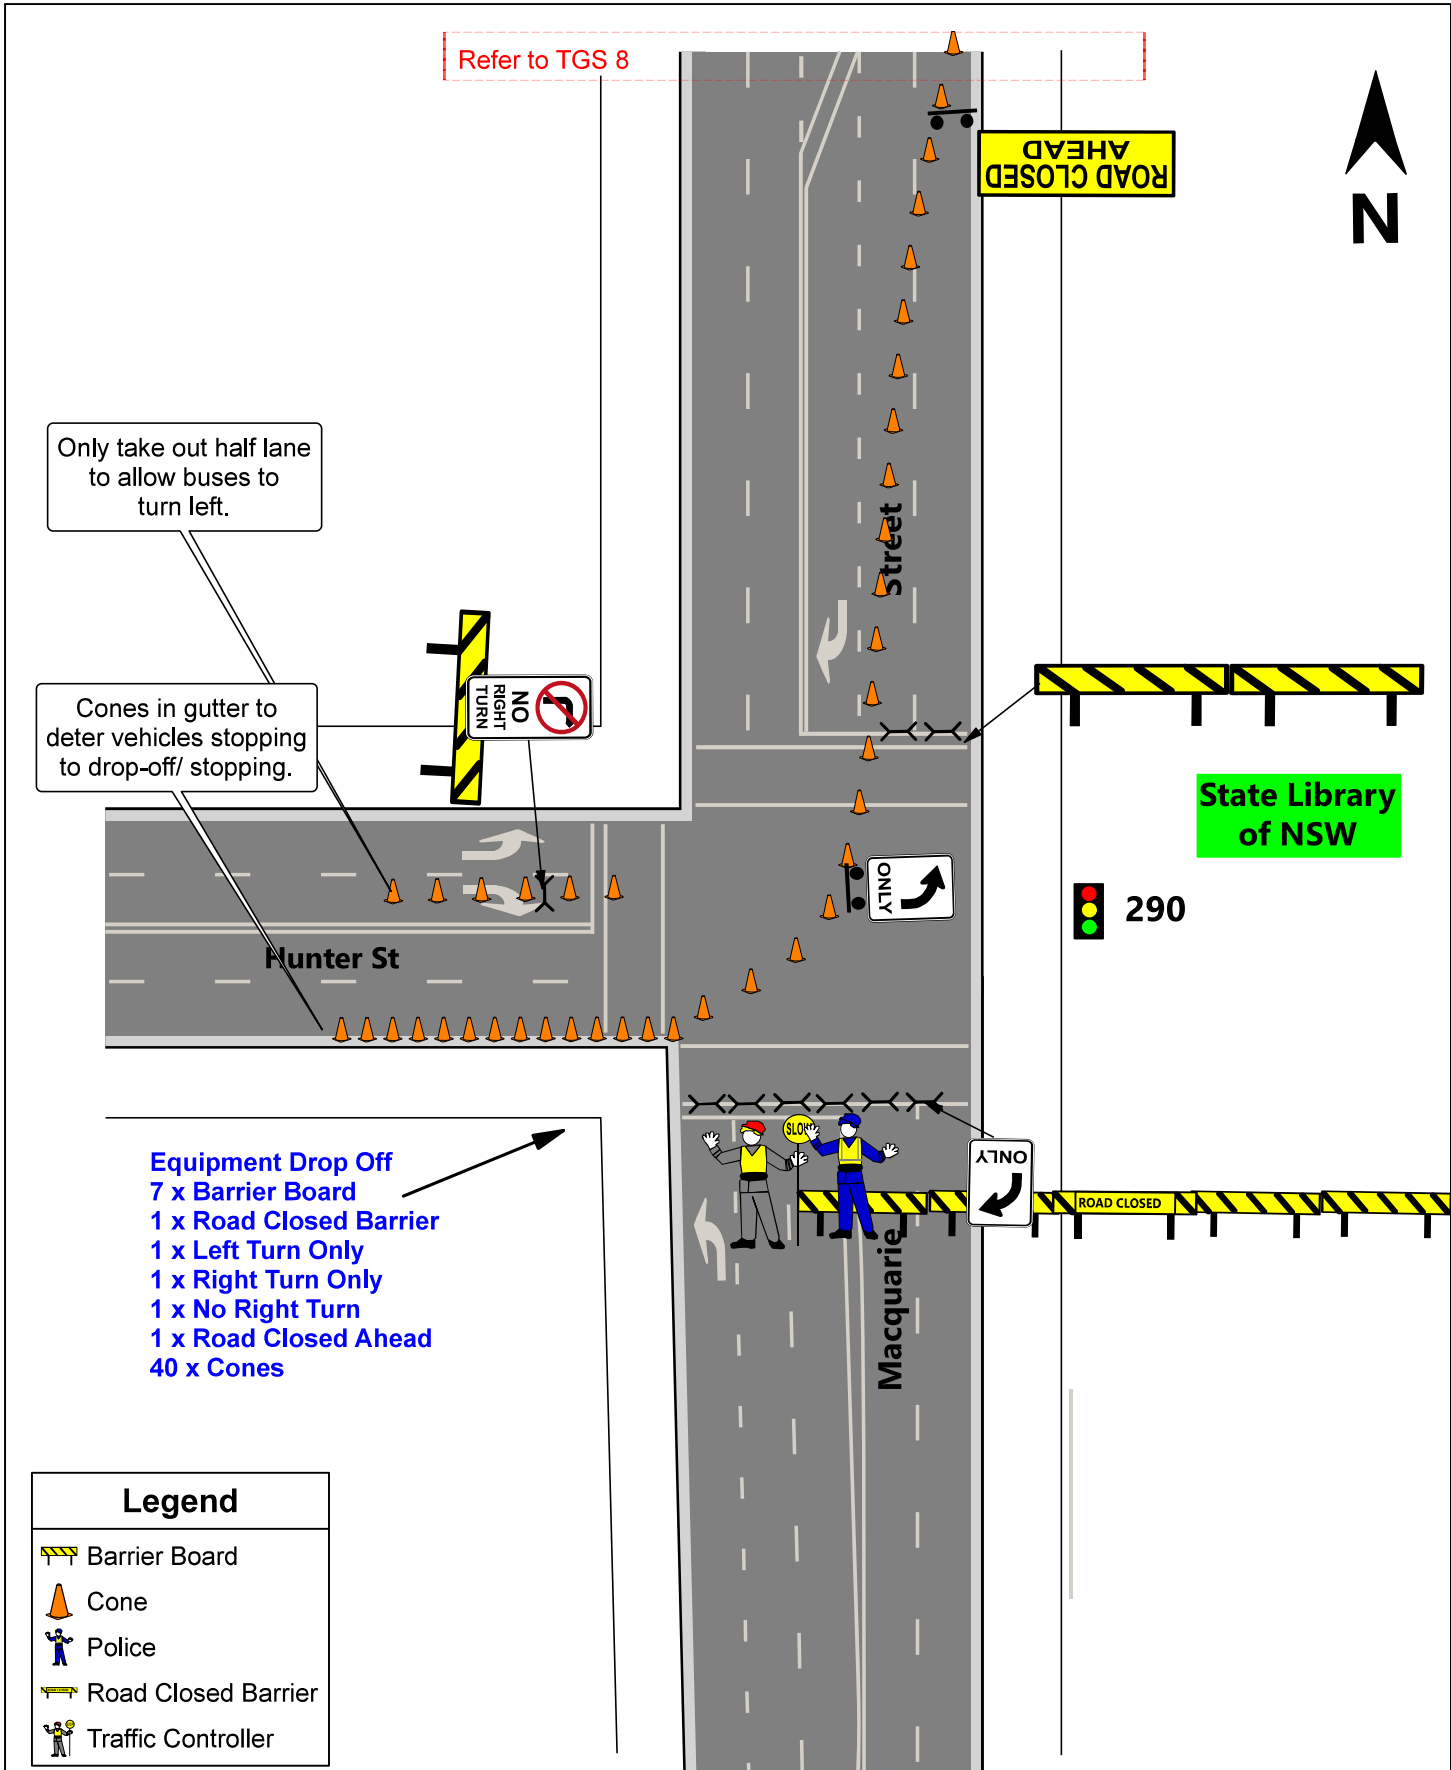 Refer to TGS 8
ROAD CLOSED
AHEAD
N
Only take out half lane
to allow buses to
turn left.
Street
NO
RIGHT
TURN
Cones in gutter to
deter vehicles stopping
to drop-off/ stopping.
State Library
of NSW
ONLY
290
Hunter St
SLOW
ONLY
ROAD CLOSED
Equipment Drop Off
7 x Barrier Board
1 x Road Closed Barrier
1 x Left Turn Only
1 x Right Turn Only
1 x No Right Turn
1 x Road Closed Ahead
40 x Cones
Macquarie
Legend
Barrier Board
Cone
Police
Road Closed Barrier
Traffic Controller